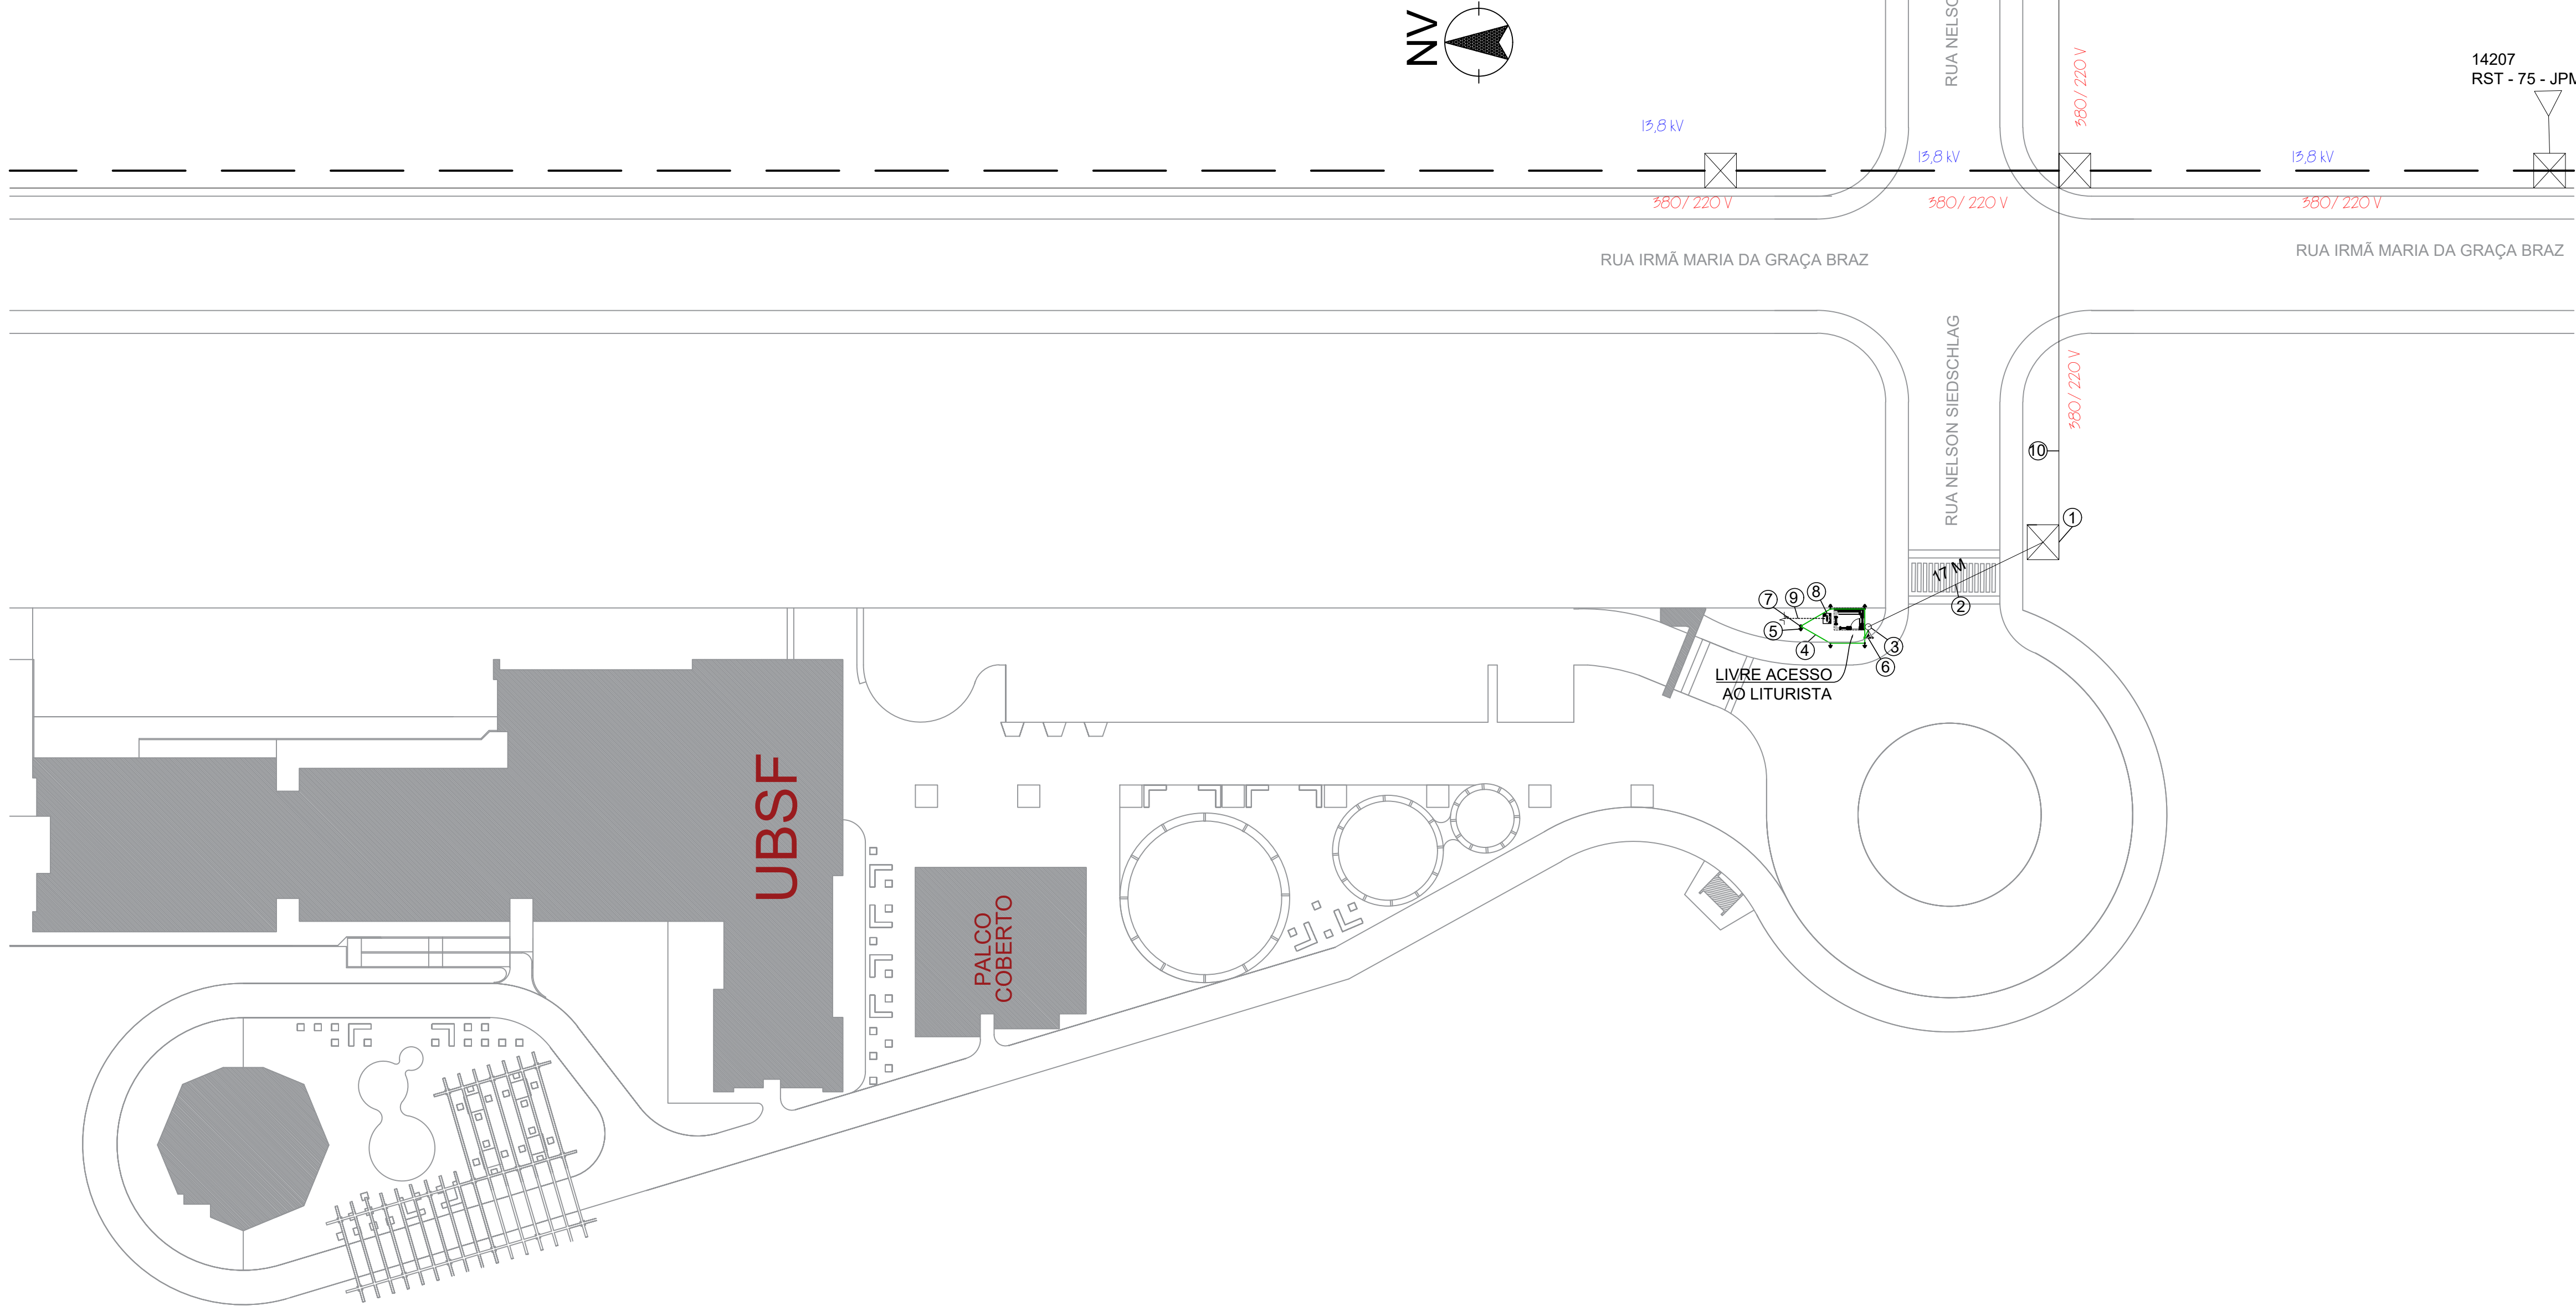 NV
RUA NELSO
380/ 220 V
14207
RST - 75 - JPM
13,8 kV
13,8 kV
13,8 kV
380/ 220 V
380/ 220 V
380/ 220 V
RUA IRMÃ MARIA DA GRAÇA BRAZ
RUA IRMÃ MARIA DA GRAÇA BRAZ
RUA NELSON SIEDSCHLAG
380/ 220 V
10
1
17 M
2
7
9
8
5
4
3
6
LIVRE ACESSO
AO LITURISTA
UBSF
PALCO
COBERTO